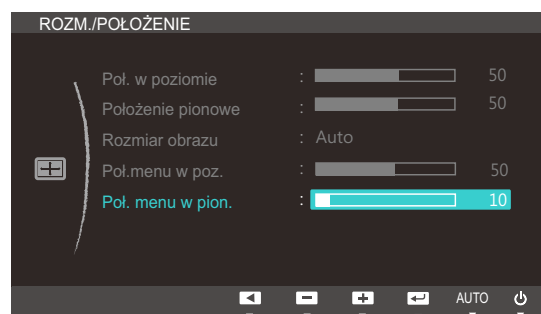 ROZM./POŁOŻENIE
Poł. w poziomie : 50
Położenie pionowe : 50
Rozmiar obrazu : Auto
Poł.menu w poz. : 50
Poł. menu w pion. : 10
AUTO